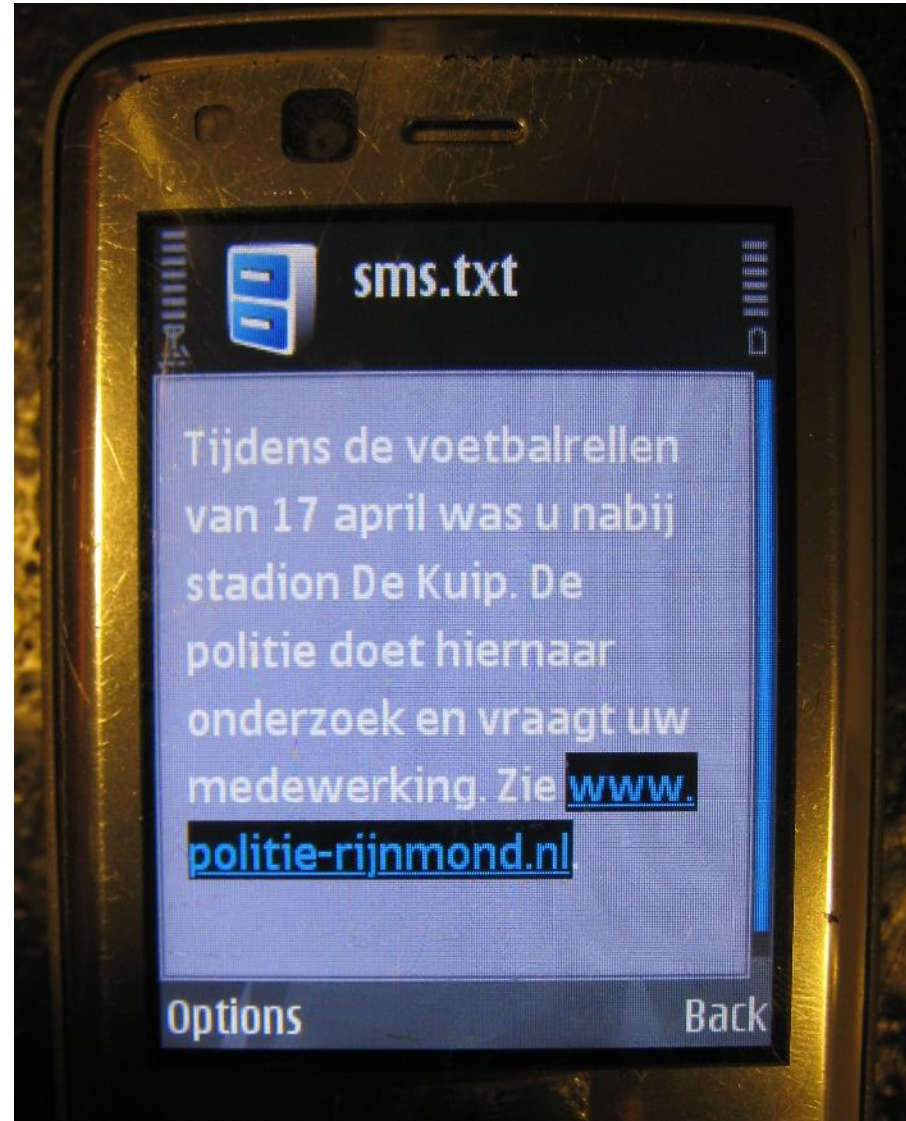 sms.txt
Tijdens de voetbalrellen
van 17 april was u nabij
stadion De Kuip. De
politie doet hiernaar
onderzoek en vraagt uw
medewerking. Zie www.
politie-rijnmond.nl.
Options Back